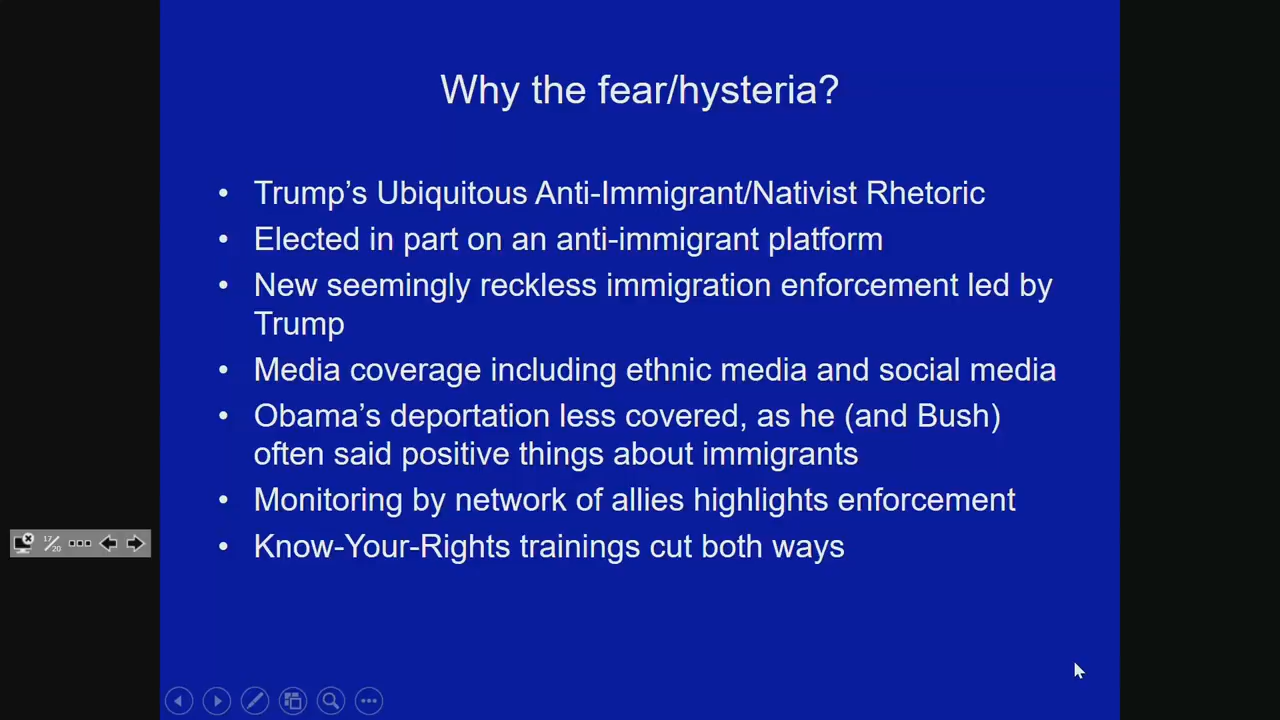 Why the fear/hysteria?
• Trump’s Ubiquitous Anti-Immigrant/Nativist Rhetoric
• Elected in part on an anti-immigrant platform
• New seemingly reckless immigration enforcement led by
Trump
• Media coverage including ethnic media and social media
• Obama’s deportation less covered, as he (and Bush)
often said positive things about immigrants
• Monitoring by network of allies highlights enforcement
17/20
• Know-Your-Rights trainings cut both ways